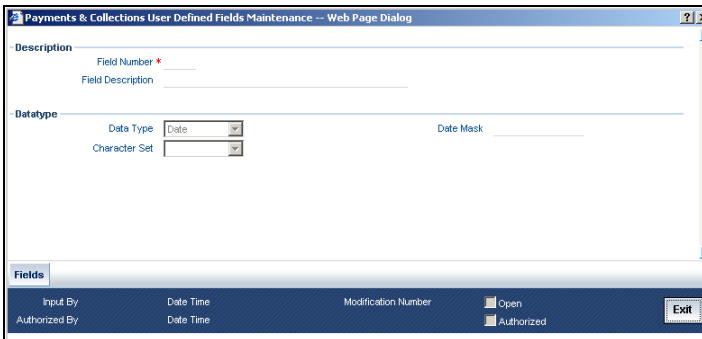 Payments & Collections User Defined Fields Maintenance -- Web Page Dialog
Description
Field Number *
Field Description
Datatype
Data Type Date Date Mask
Character Set
Fields
Input By Date Time Modification Number Open
Authorized By Date Time Authorized
Exit